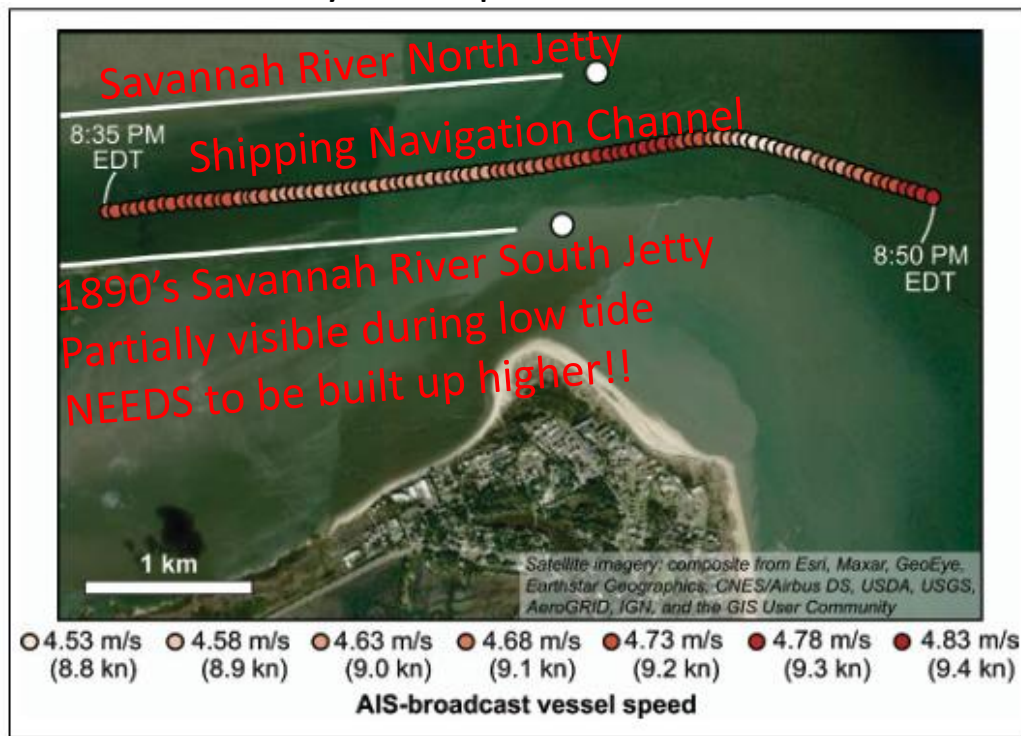 Savannah River North Jetty
8:35 PM
EDT
Shipping Navigation Channel
8:50 PM
EDT
1890's Savannah River South Jetty
Partially visible during low tide
NEEDS to be built up higher!!
1 km
Satellite imagery: composite from Esri, Maxar, GeoEye,
Earthstar Geographics, CNES/Airbus DS, USDA, USGS,
AeroGRID, IGN, and the GIS User Community
4.53 m/s 4.58 m/s 4.63 m/s 4.68 m/s 4.73 m/s 4.78 m/s 4.83 m/s
(8.8 kn) (8.9 kn) (9.0 kn) (9.1 kn) (9.2 kn) (9.3 kn) (9.4 kn)
AIS-broadcast vessel speed